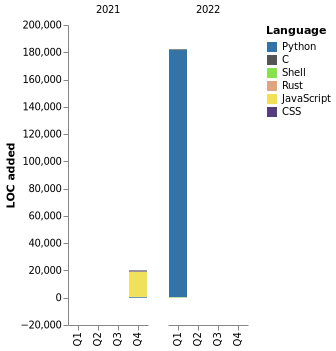 2021 2022
Language
Python
C
Shell
Rust
JavaScript
CSS
LOC added
200,000
180,000
160,000
140,000
120,000
100,000
80,000
60,000
40,000
20,000
0
−20,000
Q1 Q2 Q3 Q4 Q1 Q2 Q3 Q4